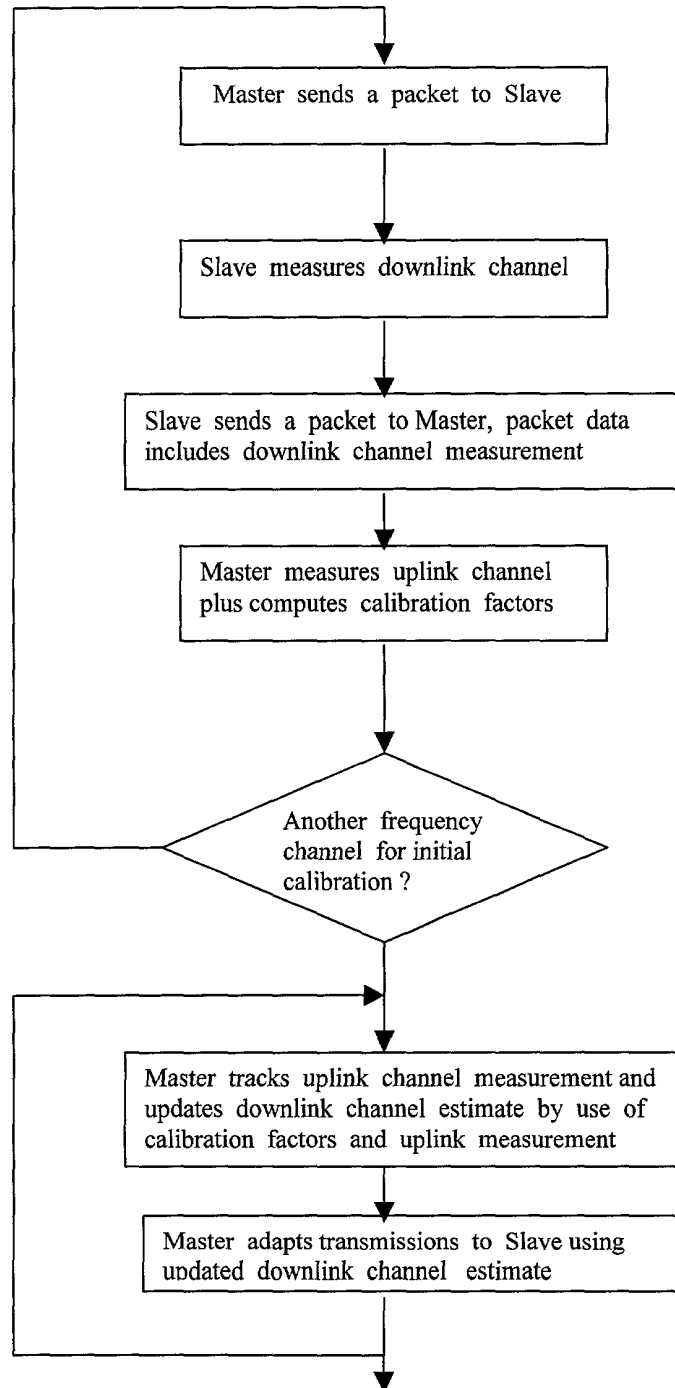 Master sends a packet to Slave
Slave measures downlink channel
Slave sends a packet to Master, packet data
includes downlink channel measurement
Master measures uplink channel
plus computes calibration factors
Another frequency
channel for initial
calibration ?
Master tracks uplink channel measurement and
updates downlink channel estimate by use of
calibration factors and uplink measurement
Master adapts transmissions to Slave using
updated downlink channel estimate